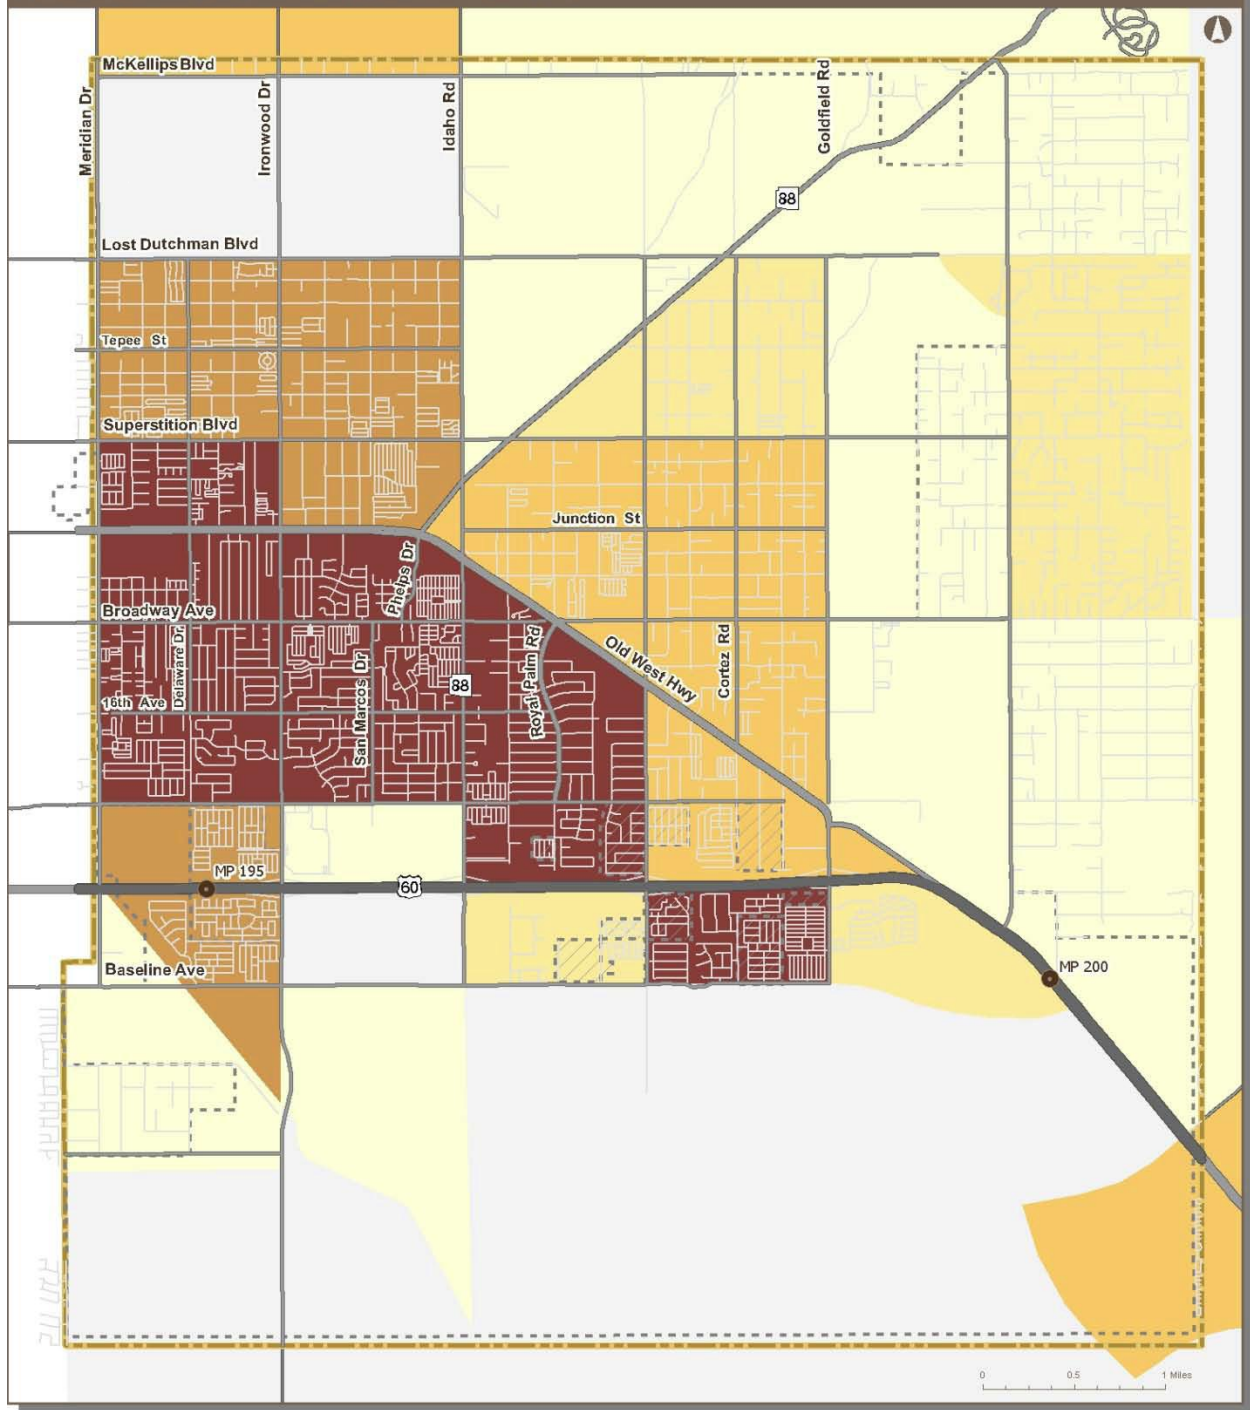 McKellips Blvd
Meridian Dr
Ironwood Dr
Idaho Rd
Goldfield Rd
88
Lost Dutchman Blvd
Tepee St
Superstition Blvd
Junction St
Phelps Dr
Broadway Ave
Delaware Dr
San Marcos Dr
Royal Palm Rd
Old West Hwy
Cortez Rd
88
16th Ave
MP 195
60
Baseline Ave
MP 200
0 0.5 1 Miles